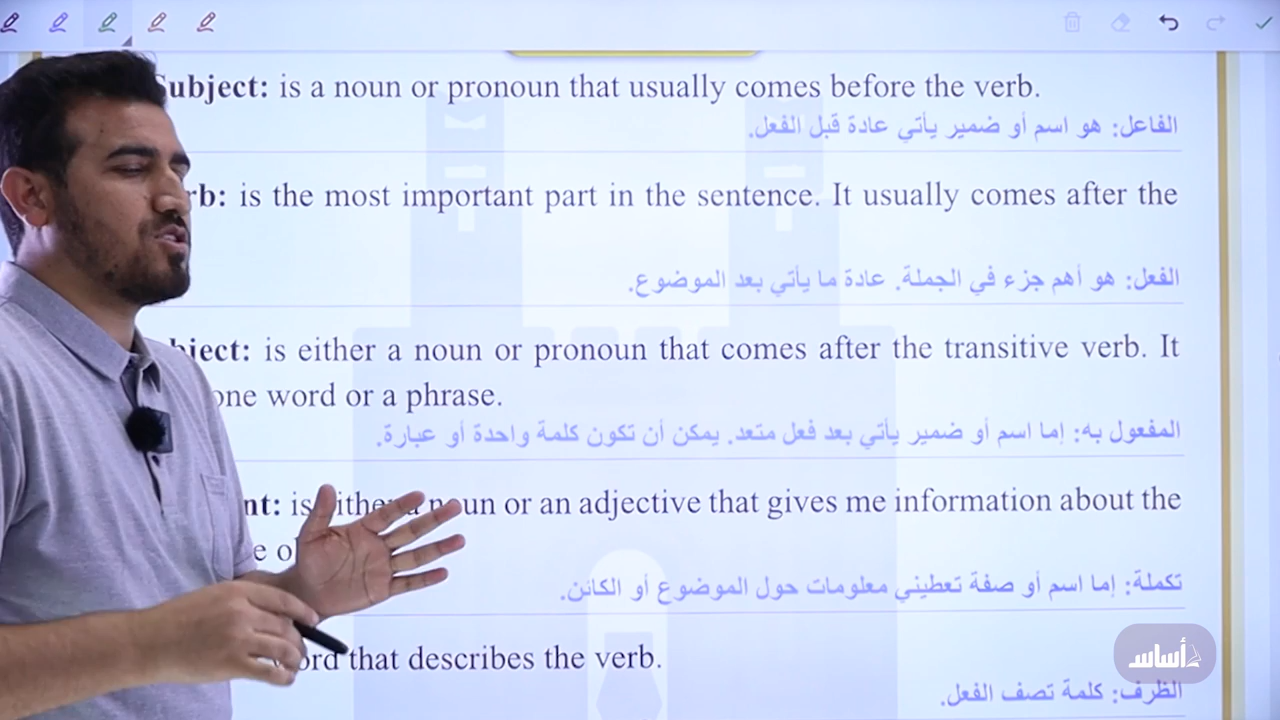 Subject: is a noun or pronoun that usually comes before the verb.
الفاعل: هو اسم أو ضمير يأتي عادة قبل الفعل.
rb: is the most important part in the sentence. It usually comes after the
الفعل: هو أهم جزء في الجملة. عادة ما يأتي بعد الموضوع.
bject: is either a noun or pronoun that comes after the transitive verb. It
one word or a phrase.
المفعول به: إما اسم أو ضمير يأتي بعد فعل متعد. يمكن أن تكون كلمة واحدة أو عبارة.
nt: is either a noun or an adjective that gives me information about the
تكملة: إما اسم أو صفة تعطيني معلومات حول الموضوع أو الكائن.
word that describes the verb.
الظرف: كلمة تصف الفعل.
أساس